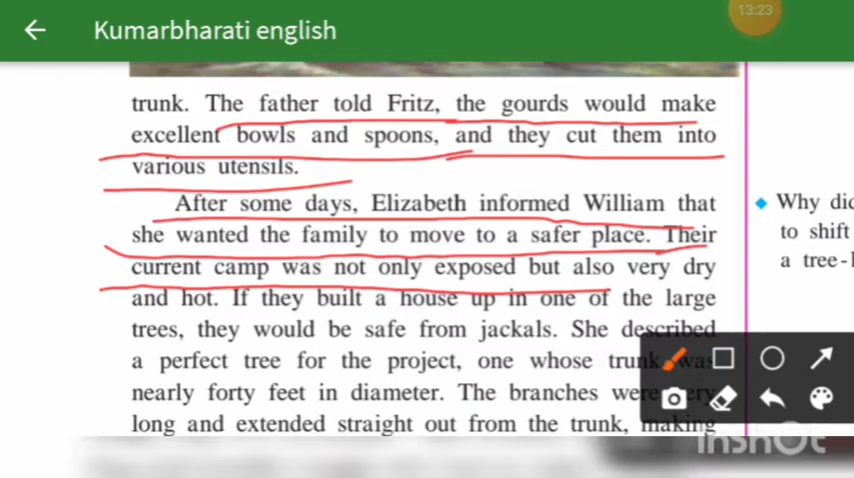 13:23
Kumarbharati english
trunk. The father told Fritz, the gourds would make
excellent bowls and spoons, and they cut them into
various utensils.
After some days, Elizabeth informed William that
she wanted the family to move to a safer place. Their
current camp was not only exposed but also very dry
and hot. If they built a house up in one of the large
trees, they would be safe from jackals. She described
a perfect tree for the project, one whose trunk was
nearly forty feet in diameter. The branches were very
long and extended straight out from the trunk, making
Why did
to shift
a tree-
InShOt